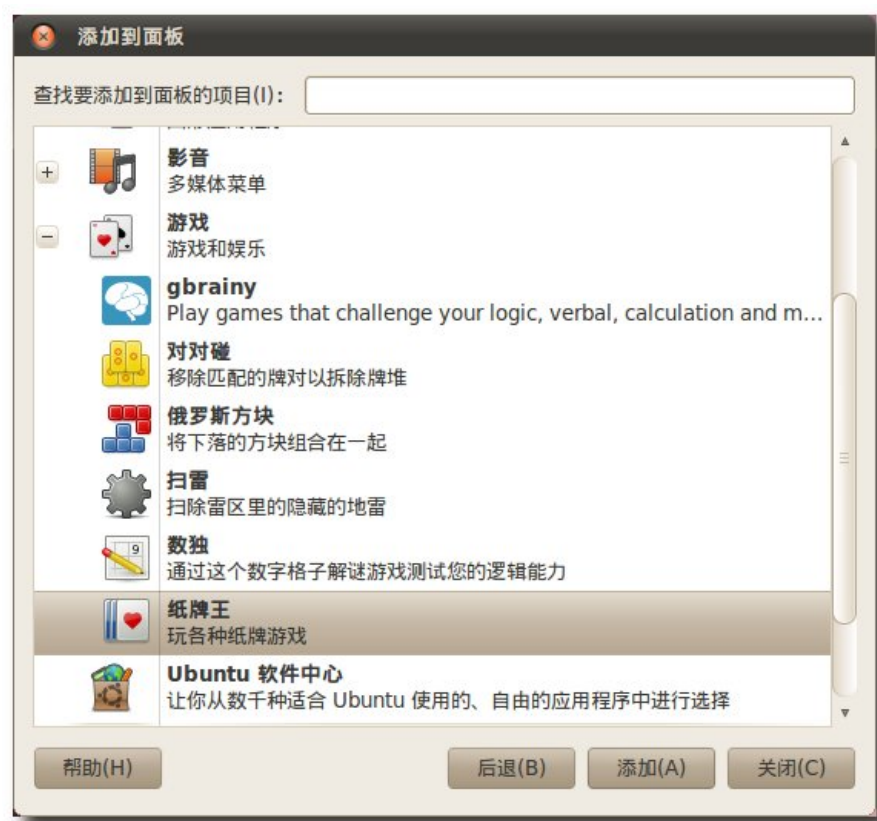 添加到面板
查找要添加到面板的项目(I):
影音
多媒体菜单
游戏
游戏和娱乐
gbrainy
Play games that challenge your logic, verbal, calculation and m...
对对碰
移除匹配的牌对以拆除牌堆
俄罗斯方块
将下落的方块组合在一起
扫雷
扫除雷区里的隐藏的地雷
9
数独
通过这个数字格子解谜游戏测试您的逻辑能力
纸牌王
玩各种纸牌游戏
Ubuntu 软件中心
让你从数千种适合 Ubuntu 使用的、自由的应用程序中进行选择
帮助(H)
后退(B)
添加(A)
关闭(C)